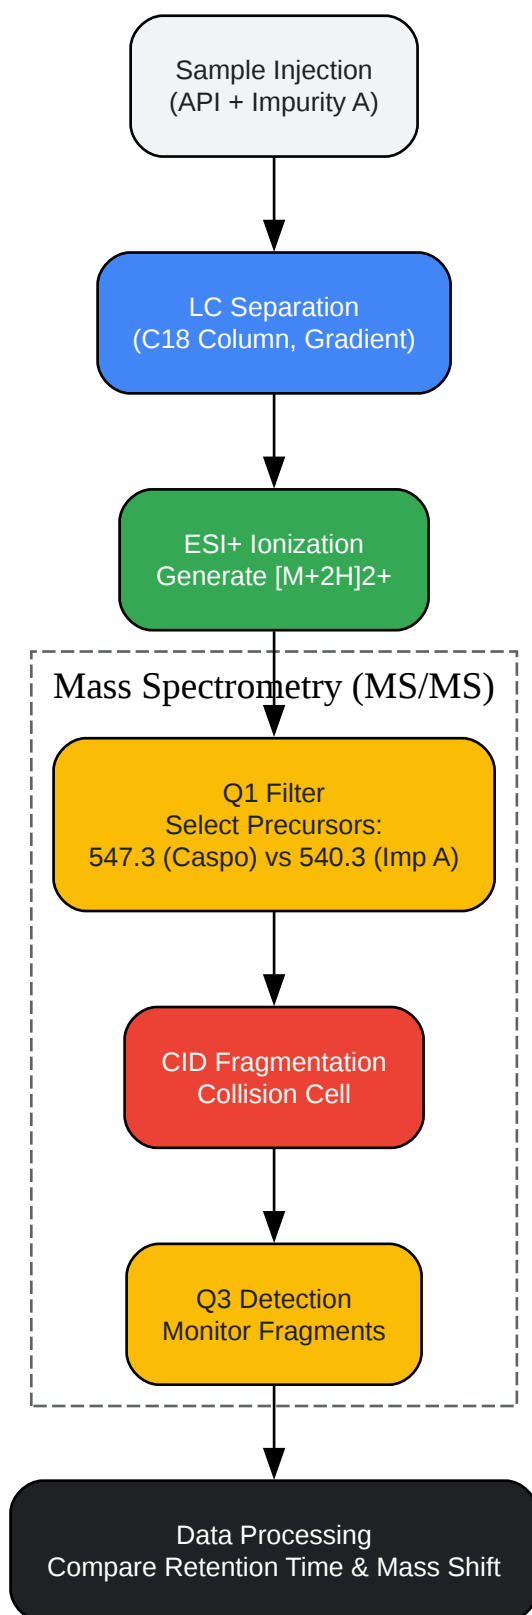 Sample Injection
(API + Impurity A)
LC Separation
(C18 Column, Gradient)
ESI+ Ionization
Generate [M+2H]2+
Mass Spectrometry (MS/MS)
Q1 Filter
Select Precursors:
547.3 (Caspo) vs 540.3 (Imp A)
CID Fragmentation
Collision Cell
Q3 Detection
Monitor Fragments
Data Processing
Compare Retention Time & Mass Shift